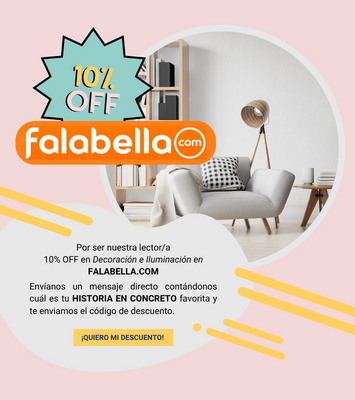 10%
OFF
falabella.com
Por ser nuestra lector/a
10% OFF en Decoración e Iluminación en
FALABELLA.COM
Envíanos un mensaje directo contándonos
cuál es tu HISTORIA EN CONCRETO favorita y
te enviamos el código de descuento.
¡QUIERO MI DESCUENTO!